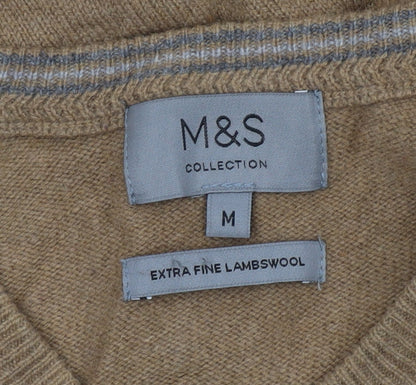 M&S
COLLECTION
M
EXTRA FINE LAMBSWOOL